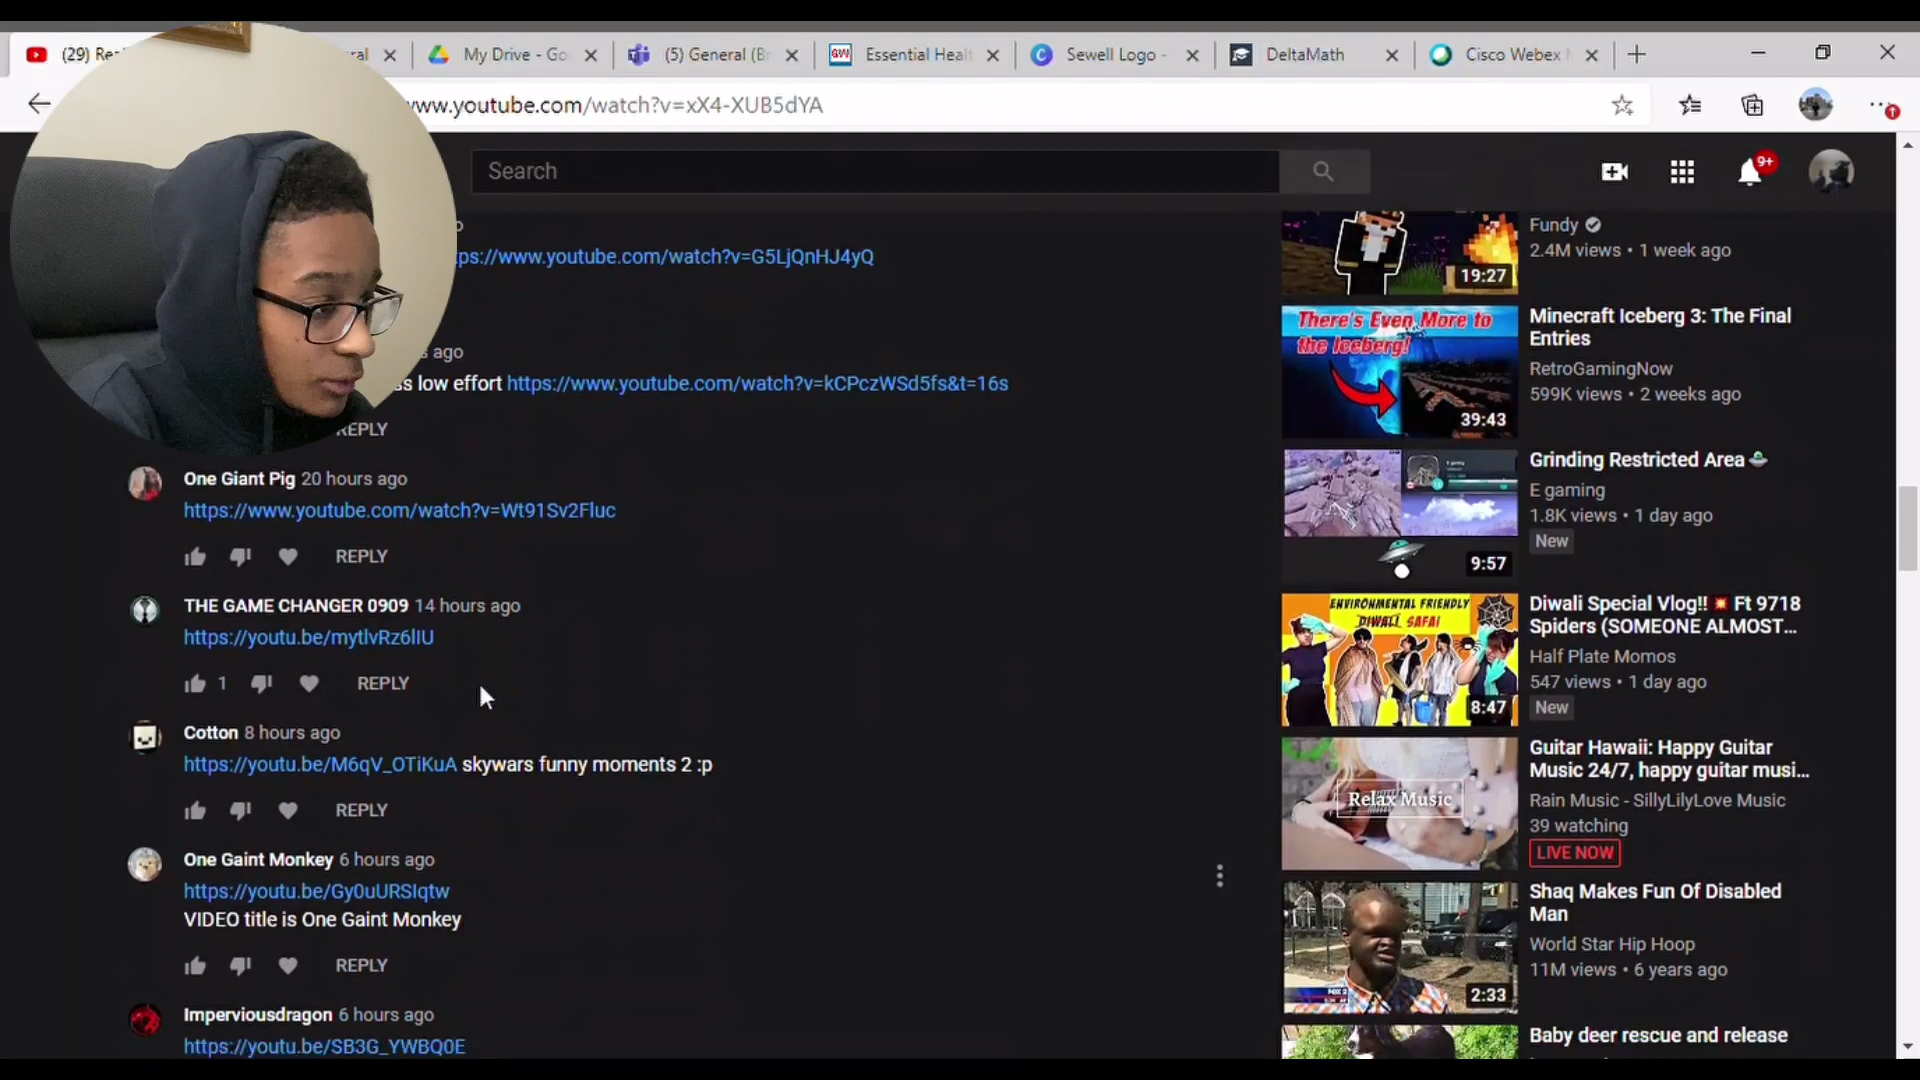 (29) Re
ral
My Drive - Go
(5) General (Br
GW
Essential Healt
Sewell Logo -
DeltaMath
Cisco Webex
www.youtube.com/watch?v=xX4-XUB5dYA
Search
9+
ps://www.youtube.com/watch?v=G5LjQnHJ4yQ
s ago
ss low effort https://www.youtube.com/watch?v=kCPczWSd5fs&t=16s
REPLY
One Giant Pig 20 hours ago
https://www.youtube.com/watch?v=Wt91Sv2Fluc
REPLY
THE GAME CHANGER 0909 14 hours ago
https://youtu.be/mytlvRz6lIU
1 REPLY
Cotton 8 hours ago
https://youtu.be/M6qV_OTiKuA skywars funny moments 2 :p
REPLY
One Gaint Monkey 6 hours ago
https://youtu.be/Gy0uURSIqtw
VIDEO title is One Gaint Monkey
REPLY
Imperviousdragon 6 hours ago
https://youtu.be/SB3G_YWBQ0E
19:27
Fundy
2.4M views • 1 week ago
There's Even More to
the Iceberg!
39:43
Minecraft Iceberg 3: The Final
Entries
RetroGamingNow
599K views • 2 weeks ago
9:57
Grinding Restricted Area
E gaming
1.8K views • 1 day ago
New
ENVIRONMENTAL FRIENDLY
DIWALI SAFAI
8:47
Diwali Special Vlog!! Ft 9718
Spiders (SOMEONE ALMOST...
Half Plate Momos
547 views • 1 day ago
New
Relax Music
Guitar Hawaii: Happy Guitar
Music 24/7, happy guitar musi...
Rain Music - SillyLilyLove Music
39 watching
LIVE NOW
FOX 2
2:33
Shaq Makes Fun Of Disabled
Man
World Star Hip Hoop
11M views • 6 years ago
Baby deer rescue and release